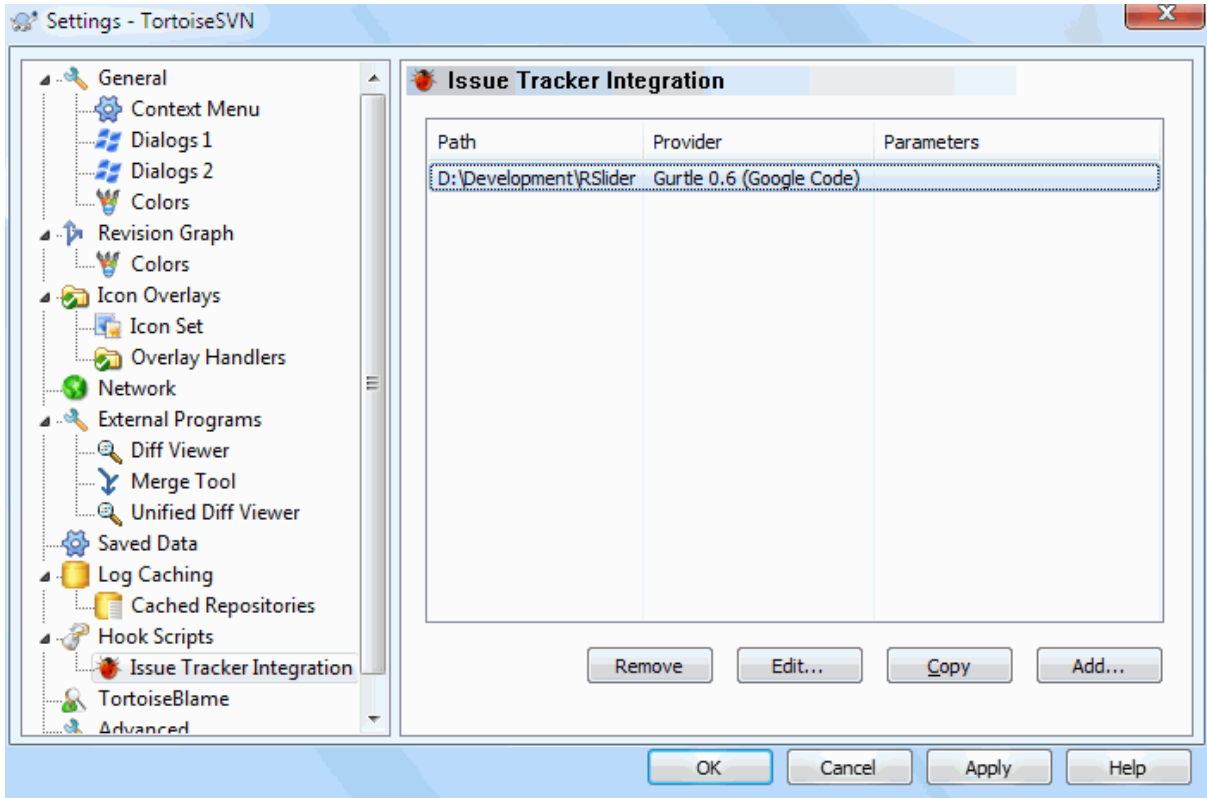 Settings - TortoiseSVN
General
Context Menu
Dialogs 1
Dialogs 2
Colors
Revision Graph
Colors
Icon Overlays
Icon Set
Overlay Handlers
Network
External Programs
Diff Viewer
Merge Tool
Unified Diff Viewer
Saved Data
Log Caching
Cached Repositories
Hook Scripts
Issue Tracker Integration
TortoiseBlame
Advanced
Issue Tracker Integration
Path Provider Parameters
D:\Development\RSlider Gurtle 0.6 (Google Code)
Remove Edit... Copy Add...
OK Cancel Apply Help